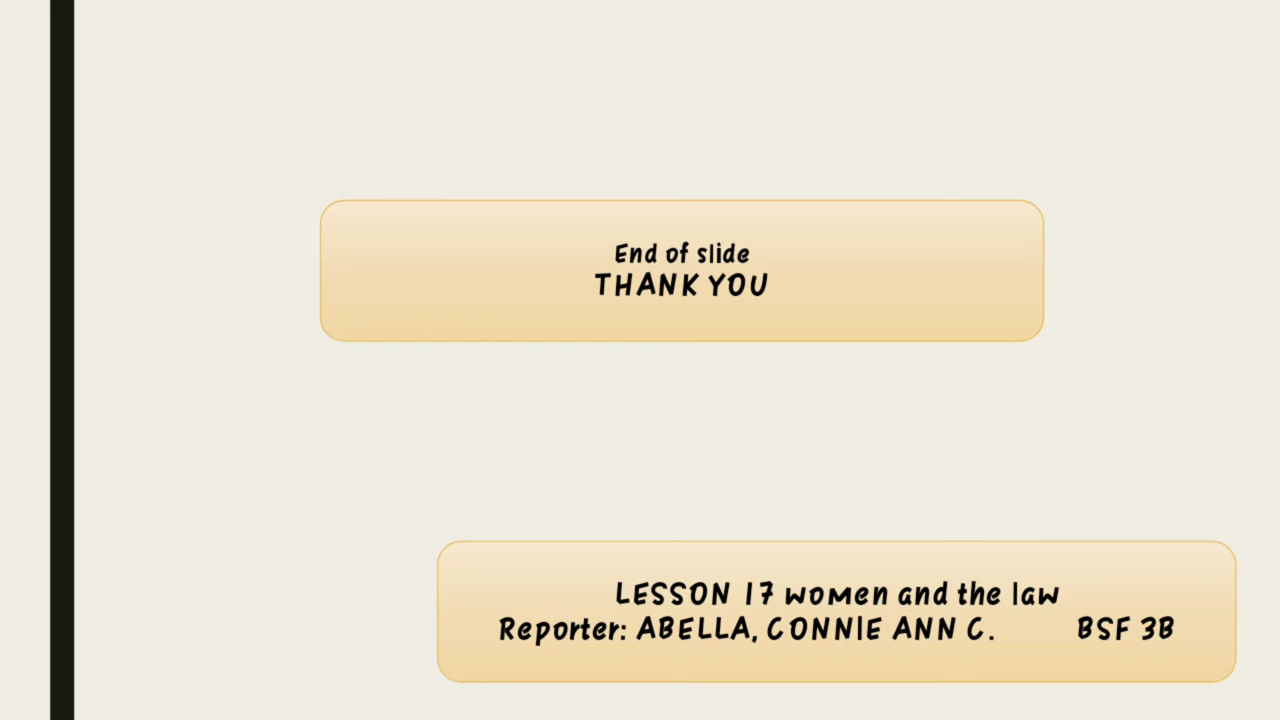 End of slide
THANK YOU
LESSON 17 women and the law
Reporter: ABELLA, CONNIE ANN C. BSF 3B